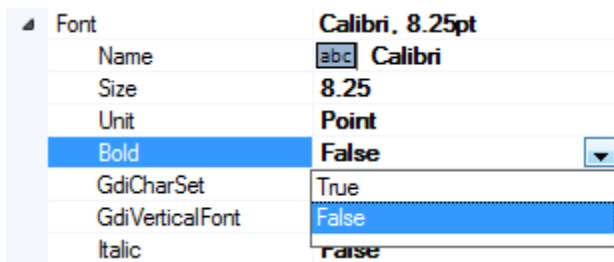 Font Calibri, 8.25pt
Name abc Calibri
Size 8.25
Unit Point
Bold False
GdiCharSet True
GdiVerticalFont False
Italic False